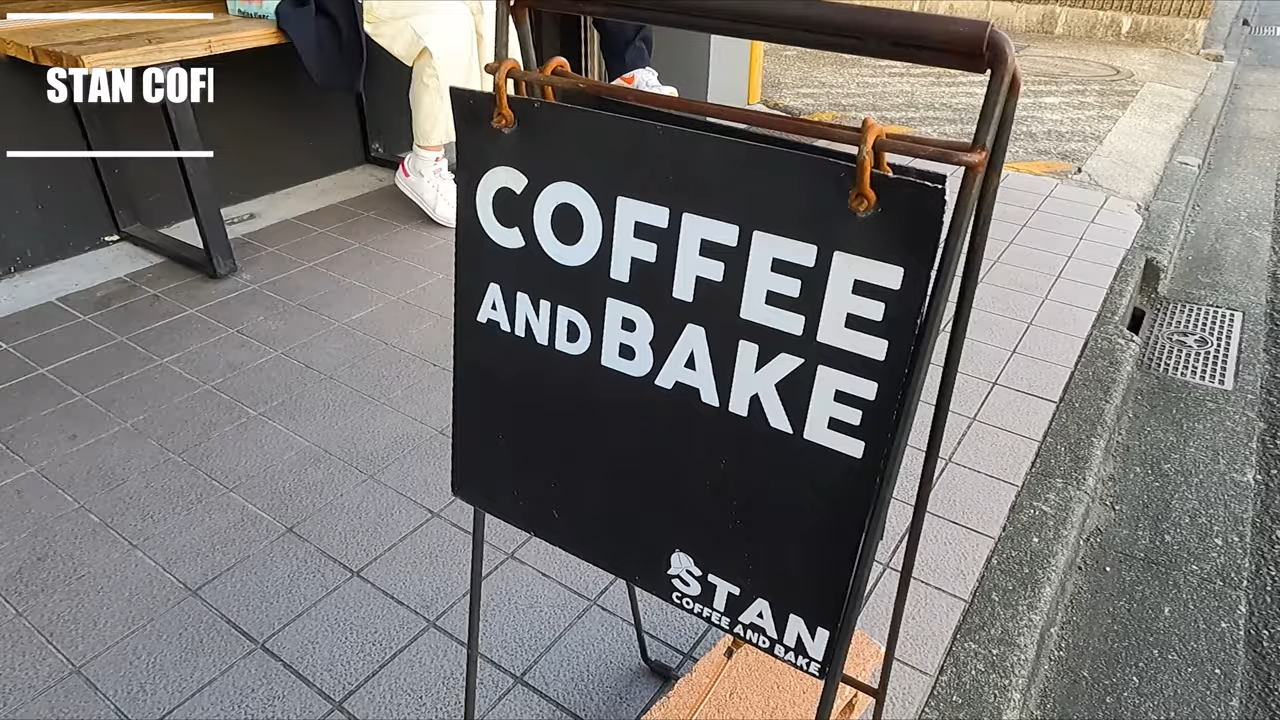 STAN COF
COFFEE
AND BAKE
STAN
COFFEE AND BAKE